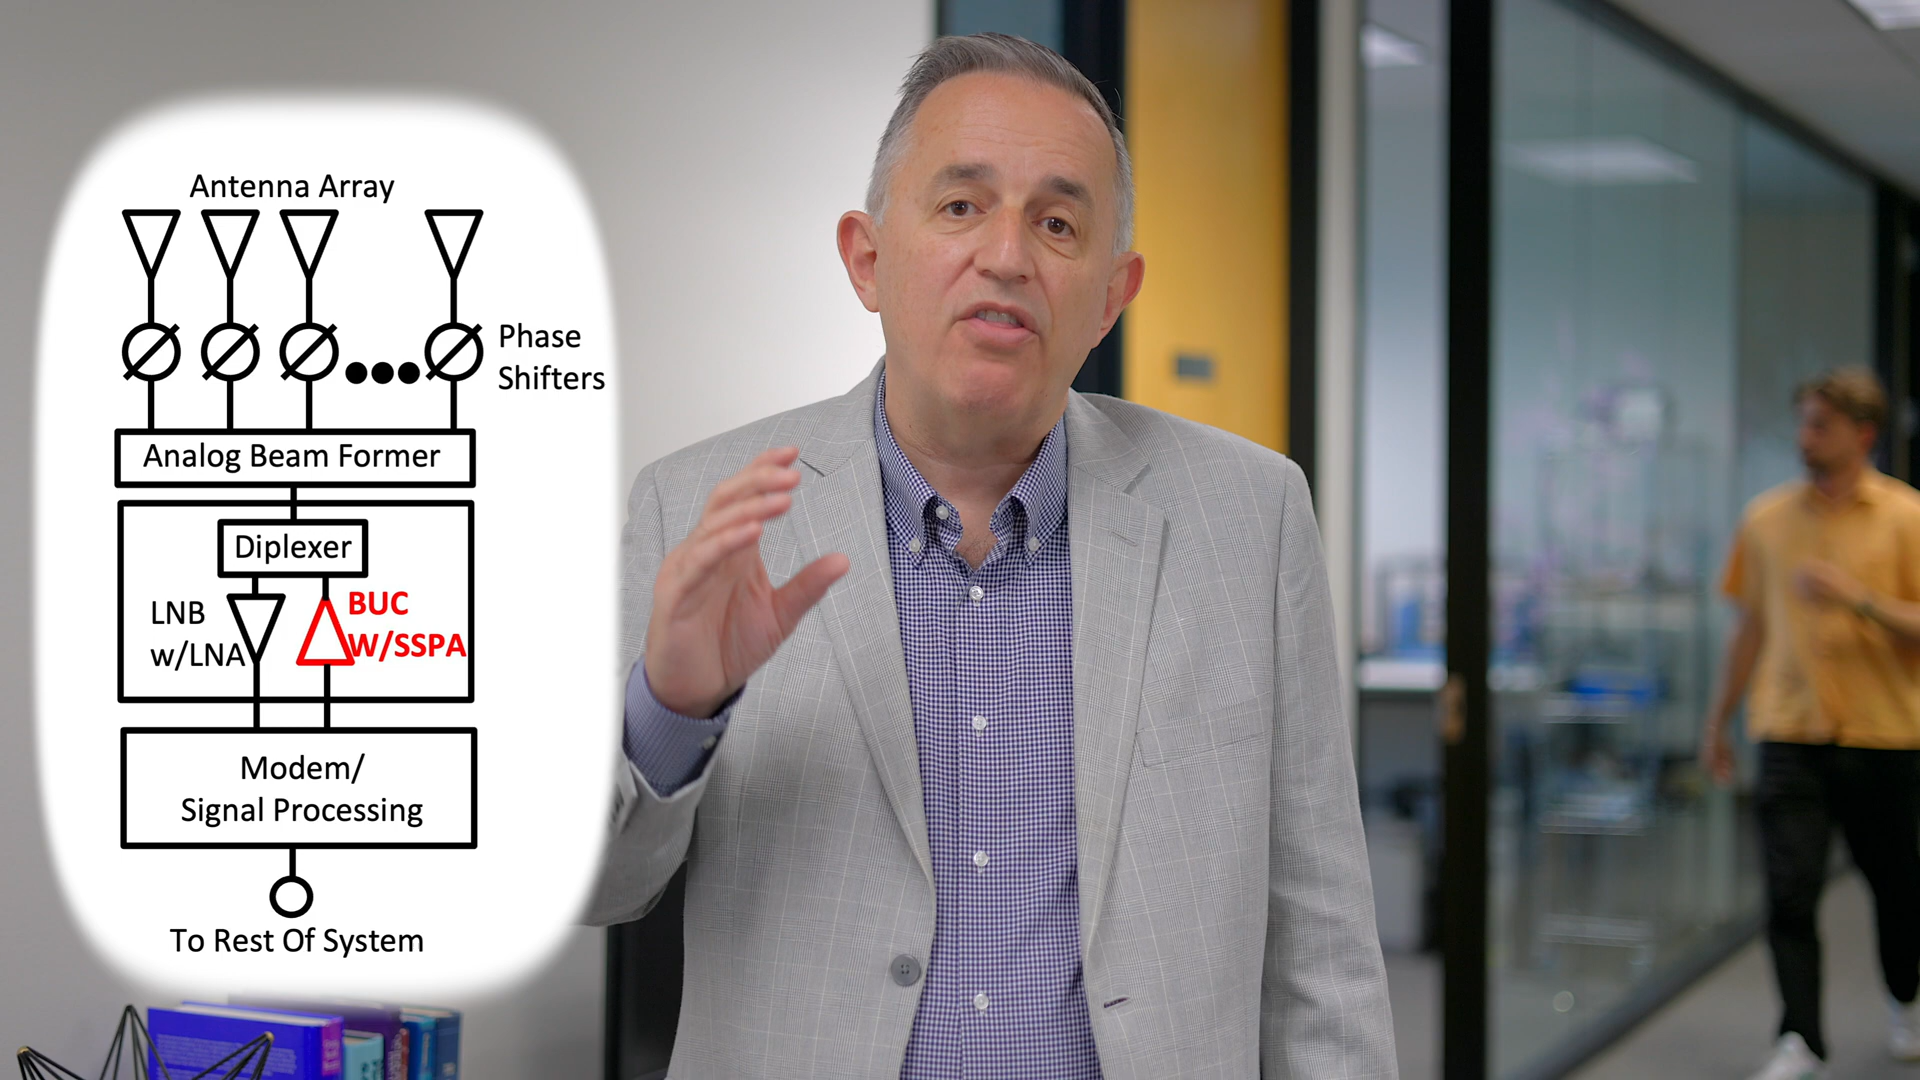 Antenna Array
Phase
Shifters
Analog Beam Former
Diplexer
LNB
w/LNA
BUC
W/SSPA
Modem/
Signal Processing
To Rest Of System